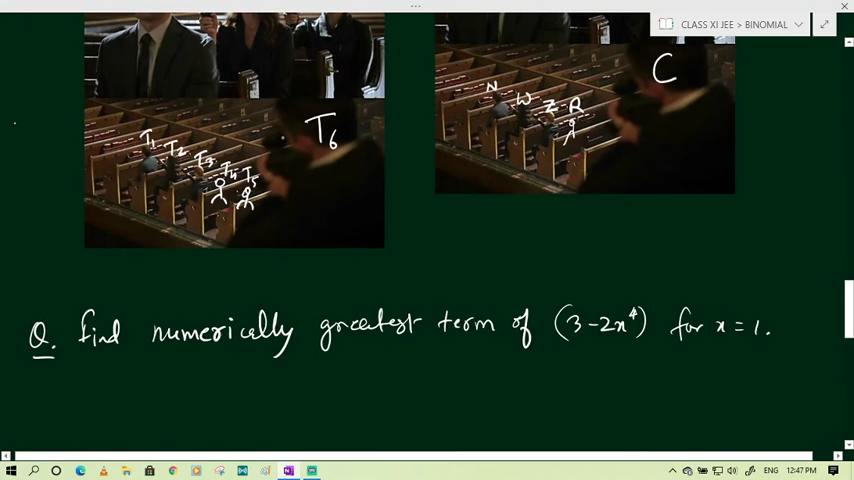 CLASS XI JEE > BINOMIAL
T1 T2 T3 T4 T5
T6
N W Z R
C
Q. Find numerically greatest term of (3-2x⁴) for x = 1.
ENG 12:47 PM